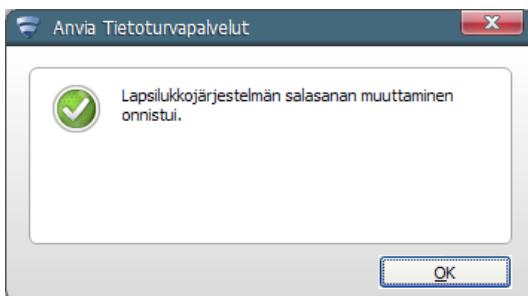 Anvia Tietoturvapalvelut
Lapsilukkojärjestelmän salasanan muuttaminen
onnistui.
OK